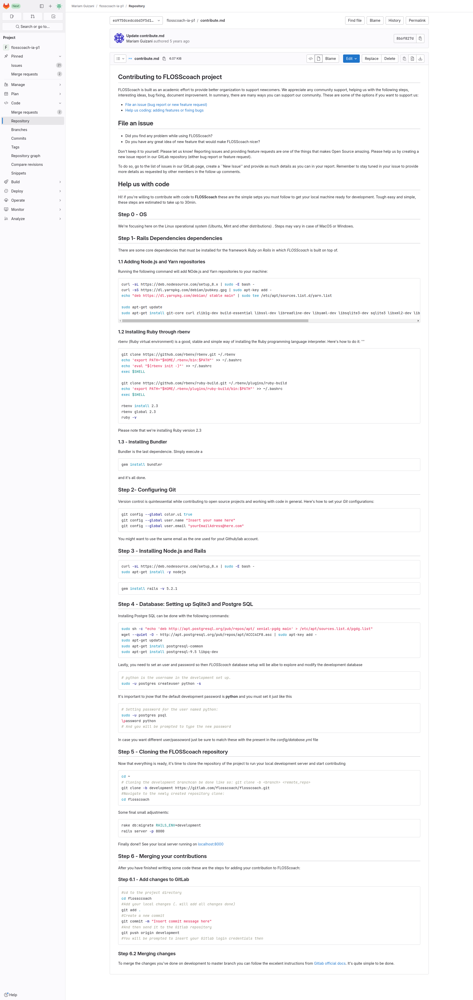 Next
Search or go to...
Project
F flosscoach-ia-p1
Pinned
Issues 21
Merge requests 2
Manage
Plan
Code
Merge requests 2
Repository
Branches
Commits
Tags
Repository graph
Compare revisions
Snippets
Build
Deploy
Operate
Monitor
Analyze
Help
Mariam Guizani / flosscoach-ia-p1 / Repository
e69750cedc6bd3f5d1… flosscoach-ia-p1 / contribute.md Find file Blame History Permalink
Update contribute.md
Mariam Guizani authored 5 years ago
8b6f827d
contribute.md 6.07 KiB Blame Edit Replace Delete
Contributing to FLOSScoach project
FLOSScoach is built as an academic effort to provide better organization to support newcomers. We appreciate any community support, helping us with the following steps,
interesting ideas, bug fixing, document improvement. In summary, there are many ways you can support our community. These are some of the options if you want to support us:
• File an issue (bug report or new feature request)
• Help us coding: adding features or fixing bugs
File an issue
• Did you find any problem while using FLOSScoach?
• Do you have any great idea of new feature that would make FLOSScoach nicer?
Don't keep it to yourself. Please let us know! Reporting issues and providing feature requests are one of the things that makes Open Source amazing. Please help us by creating a
new issue report in our GitLab repository (either bug report or feature request).
To do so, go to the list of issues in our GitLab page, create a ``New Issue'' and provide as much details as you can in your report. Remember to stay tuned in your issue to provide
more details as requested by other members in the follow up comments.
Help us with code
Hi! if you're willing to contribute with code to FLOSScoach these are the simple setps you must follow to get your local machine ready for development. Tough easy and simple,
these steps are estimated to take up to 30min.
Step 0 - OS
We're focusing here on the Linux operational system (Ubuntu, Mint and other distributions) . Steps may vary in case of MacOS or Windows.
Step 1- Rails Dependencies dependencies
There are some core dependencies that must be installed for the framework Ruby on Rails in which FLOSScoach is built on top of.
1.1 Adding Node.js and Yarn repositories
Running the following command will add NOde.js and Yarn repositories to your machine:
curl -sL https://deb.nodesource.com/setup_8.x | sudo -E bash -
curl -sS https://dl.yarnpkg.com/debian/pubkey.gpg | sudo apt-key add -
echo "deb https://dl.yarnpkg.com/debian/ stable main" | sudo tee /etc/apt/sources.list.d/yarn.list
sudo apt-get update
sudo apt-get install git-core curl zlib1g-dev build-essential libssl-dev libreadline-dev libyaml-dev libsqlite3-dev sqlite3 libxml2-dev lib
1.2 Installing Ruby through rbenv
rbenv (Ruby virtual environment) is a good, stable and simple way of installing the Ruby programming language interpreter. Here's how to do it: '''
git clone https://github.com/rbenv/rbenv.git ~/.rbenv
echo 'export PATH="$HOME/.rbenv/bin:$PATH"' >> ~/.bashrc
echo 'eval "$(rbenv init -)"' >> ~/.bashrc
exec $SHELL
git clone https://github.com/rbenv/ruby-build.git ~/.rbenv/plugins/ruby-build
echo 'export PATH="$HOME/.rbenv/plugins/ruby-build/bin:$PATH"' >> ~/.bashrc
exec $SHELL
rbenv install 2.3
rbenv global 2.3
ruby -v
Please note that we're installing Ruby version 2.3
1.3 - Installing Bundler
Bundler is the last dependencie. SImply execute a
gem install bundler
and it's all done.
Step 2- Configuring Git
Version control is quintessential while contributing to open source projects and working with code in general. Here's how to set your Git configurations:
git config --global color.ui true
git config --global user.name "Insert your name here"
git config --global user.email "yourEmailAdress@here.com"
You might want to use the same email as the one used for yout Github/lab account.
Step 3 - Installing Node.js and Rails
curl -sL https://deb.nodesource.com/setup_8.x | sudo -E bash -
sudo apt-get install -y nodejs
gem install rails -v 5.2.1
Step 4 - Database: Setting up Sqlite3 and Postgre SQL
Installing Postgre SQL can be done with the following commands:
sudo sh -c "echo 'deb http://apt.postgresql.org/pub/repos/apt/ xenial-pgdg main' > /etc/apt/sources.list.d/pgdg.list"
wget --quiet -O - http://apt.postgresql.org/pub/repos/apt/ACCC4CF8.asc | sudo apt-key add -
sudo apt-get update
sudo apt-get install postgresql-common
sudo apt-get install postgresql-9.5 libpq-dev
Lastly, you need to set an user and password so then FLOSScoach database setup will be albe to explore and modify the development database
# python is the username in the development set up.
sudo -u postgres createuser python -s
It's important to jnow that the default development password is python and you must set it just like this
# Setting password for the user named python:
sudo -u postgres psql
\password python
# And you will be prompted to type the new password
In case you want different user/passoword just be sure to match these with the present in the config/database.yml file
Step 5 - Cloning the FLOSScoach repository
Now that everything is ready, it's time to clone the repository of the project to run your local development server and start contributing
cd ~
# Cloning the development branchcan be done like so: git clone -b <branch> <remote_repo>
git clone -b development https://gitlab.com/flosscoach/flosscoach.git
#Navigate to the newly created repository clone:
cd flosscoach
Some final small adjustments:
rake db:migrate RAILS_ENV=development
rails server -p 8000
Finally done!! See your local server running on localhost:8000
Step 6 - Merging your contributions
After you have finished writting some code these are the steps for adding your contribution to FLOSScoach:
Step 6.1 - Add changes to GitLab
#cd to the project directory
cd flossccoach
#Add your local changes (. will add all changes done)
git add .
#Create a new commit
git commit -m "Insert commit message here"
#And then send it to the Gitlab repository
git push origin development
#You will be prompted to insert your Gitlab login credentials then
Step 6.2 Merging changes
To merge the changes you've done on development to master branch you can follow the excelent instructions from Gitlab official docs. It's quite simple to be done.